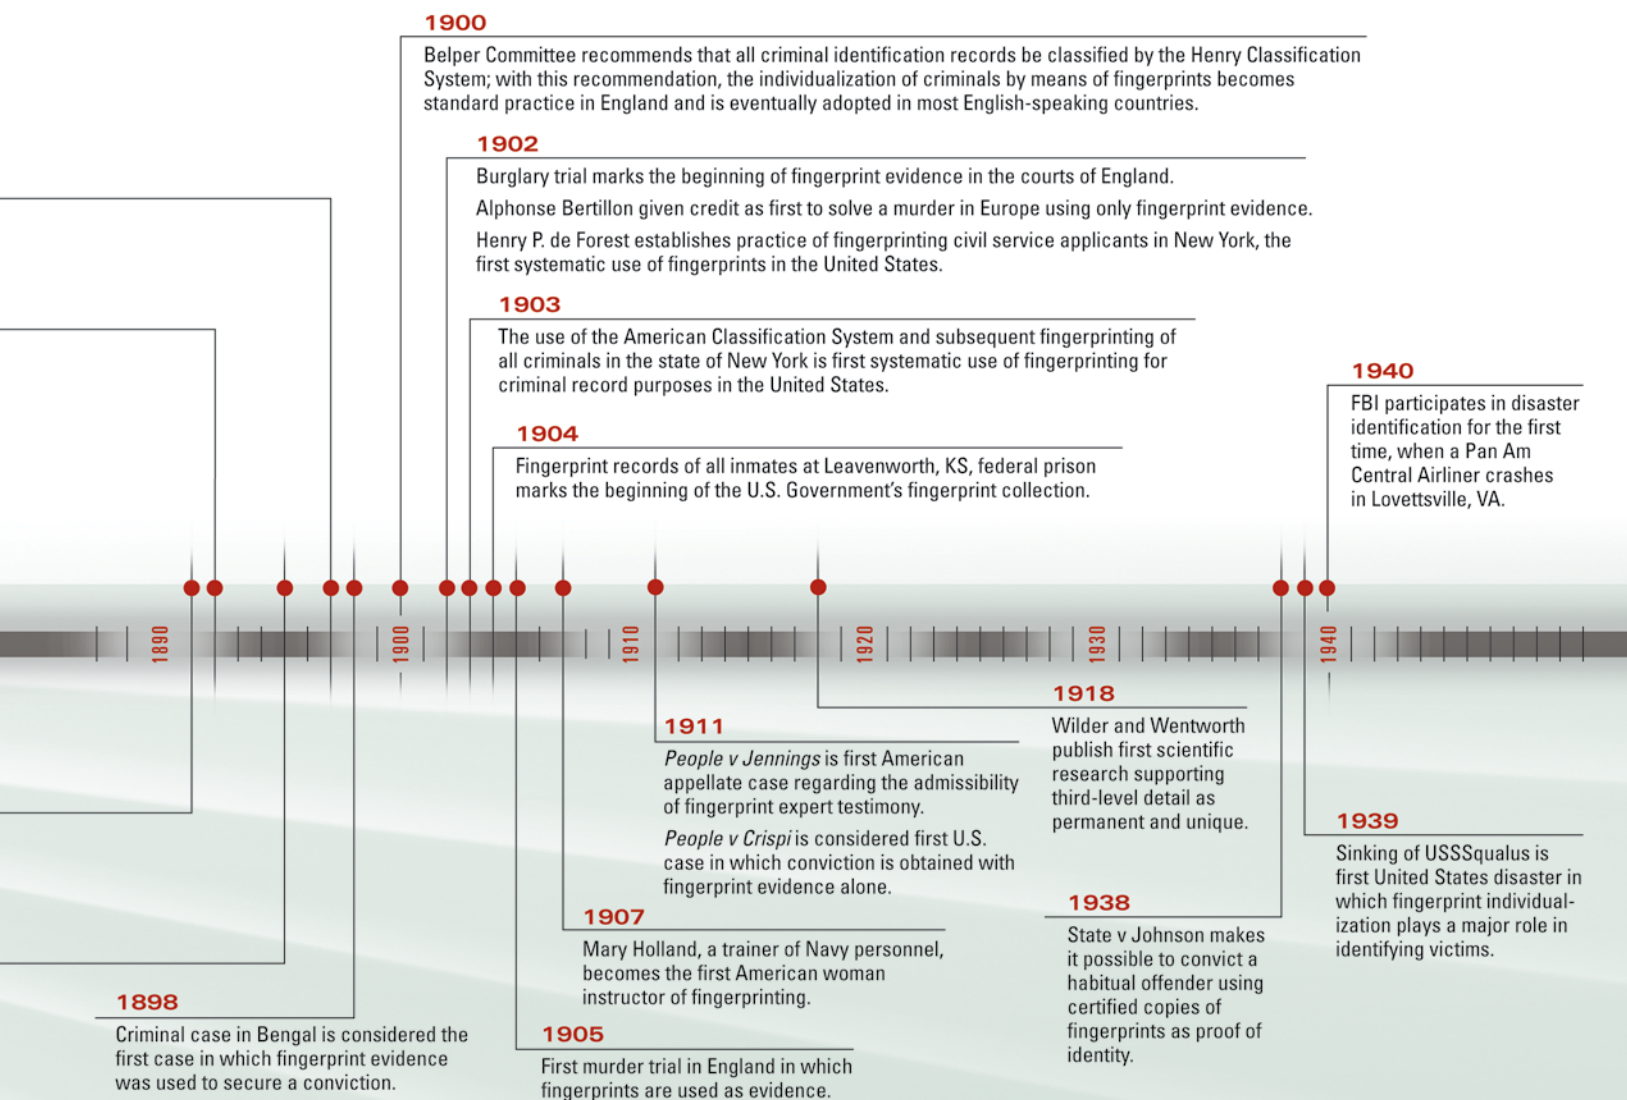 1900
Belper Committee recommends that all criminal identification records be classified by the Henry Classification
System; with this recommendation, the individualization of criminals by means of fingerprints becomes
standard practice in England and is eventually adopted in most English-speaking countries.
1902
Burglary trial marks the beginning of fingerprint evidence in the courts of England.
Alphonse Bertillon given credit as first to solve a murder in Europe using only fingerprint evidence.
Henry P. de Forest establishes practice of fingerprinting civil service applicants in New York, the
first systematic use of fingerprints in the United States.
1903
The use of the American Classification System and subsequent fingerprinting of
all criminals in the state of New York is first systematic use of fingerprinting for
criminal record purposes in the United States.
1904
Fingerprint records of all inmates at Leavenworth, KS, federal prison
marks the beginning of the U.S. Government’s fingerprint collection.
1940
FBI participates in disaster
identification for the first
time, when a Pan Am
Central Airliner crashes
in Lovettsville, VA.
1890
1900
1910
1920
1930
1940
1898
Criminal case in Bengal is considered the
first case in which fingerprint evidence
was used to secure a conviction.
1905
First murder trial in England in which
fingerprints are used as evidence.
1907
Mary Holland, a trainer of Navy personnel,
becomes the first American woman
instructor of fingerprinting.
1911
People v Jennings is first American
appellate case regarding the admissibility
of fingerprint expert testimony.
People v Crispi is considered first U.S.
case in which conviction is obtained with
fingerprint evidence alone.
1918
Wilder and Wentworth
publish first scientific
research supporting
third-level detail as
permanent and unique.
1938
State v Johnson makes
it possible to convict a
habitual offender using
certified copies of
fingerprints as proof of
identity.
1939
Sinking of USSSqualus is
first United States disaster in
which fingerprint individual-
ization plays a major role in
identifying victims.